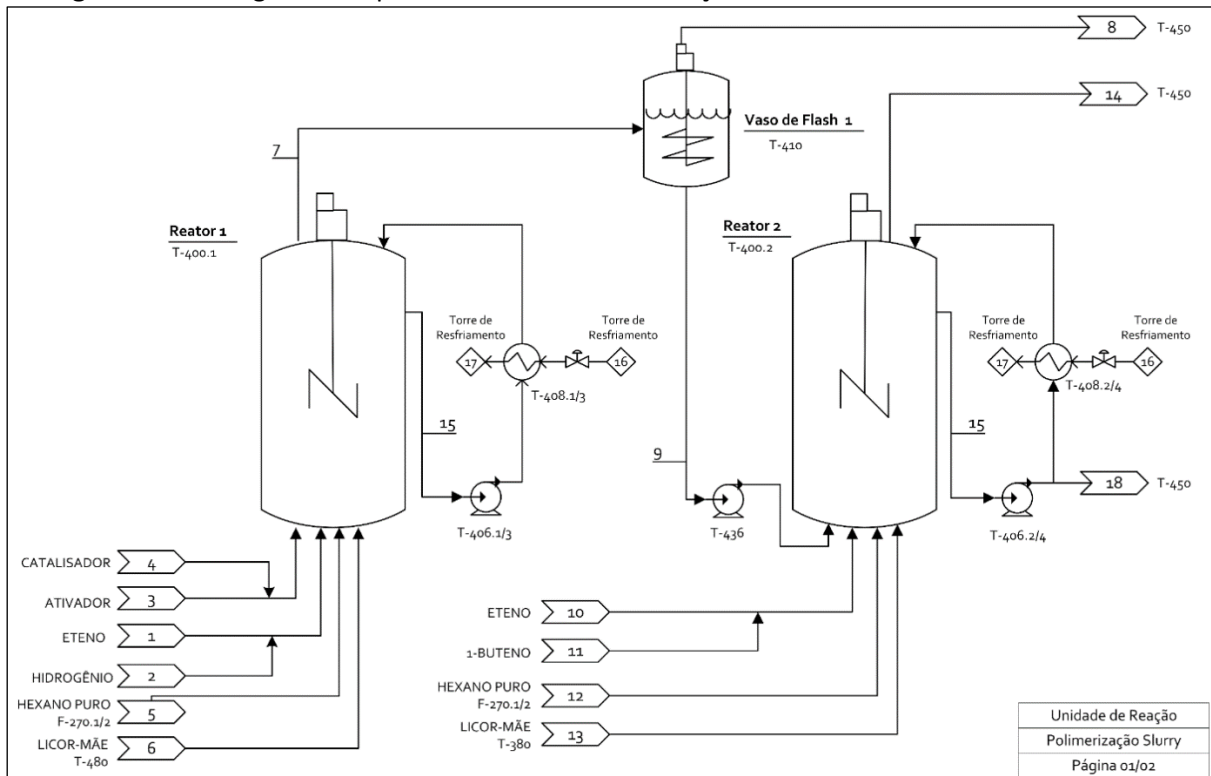 8 T-450
14 T-450
Vaso de Flash 1
T-410
7
Reator 1
T-400.1
Reator 2
T-400.2
Torre de
Resfriamento
Torre de
Resfriamento
17
16
T-408.1/3
Torre de
Resfriamento
Torre de
Resfriamento
17
16
T-408.2/4
15
9
15
T-406.1/3
T-436
T-406.2/4
18 T-450
CATALISADOR 4
ATIVADOR 3
ETENO 1
HIDROGÊNIO 2
HEXANO PURO
F-270.1/2
5
LICOR-MÃE
T-480
6
ETENO 10
1-BUTENO 11
HEXANO PURO
F-270.1/2
12
LICOR-MÃE
T-380
13
Unidade de Reação
Polimerização Slurry
Página 01/02